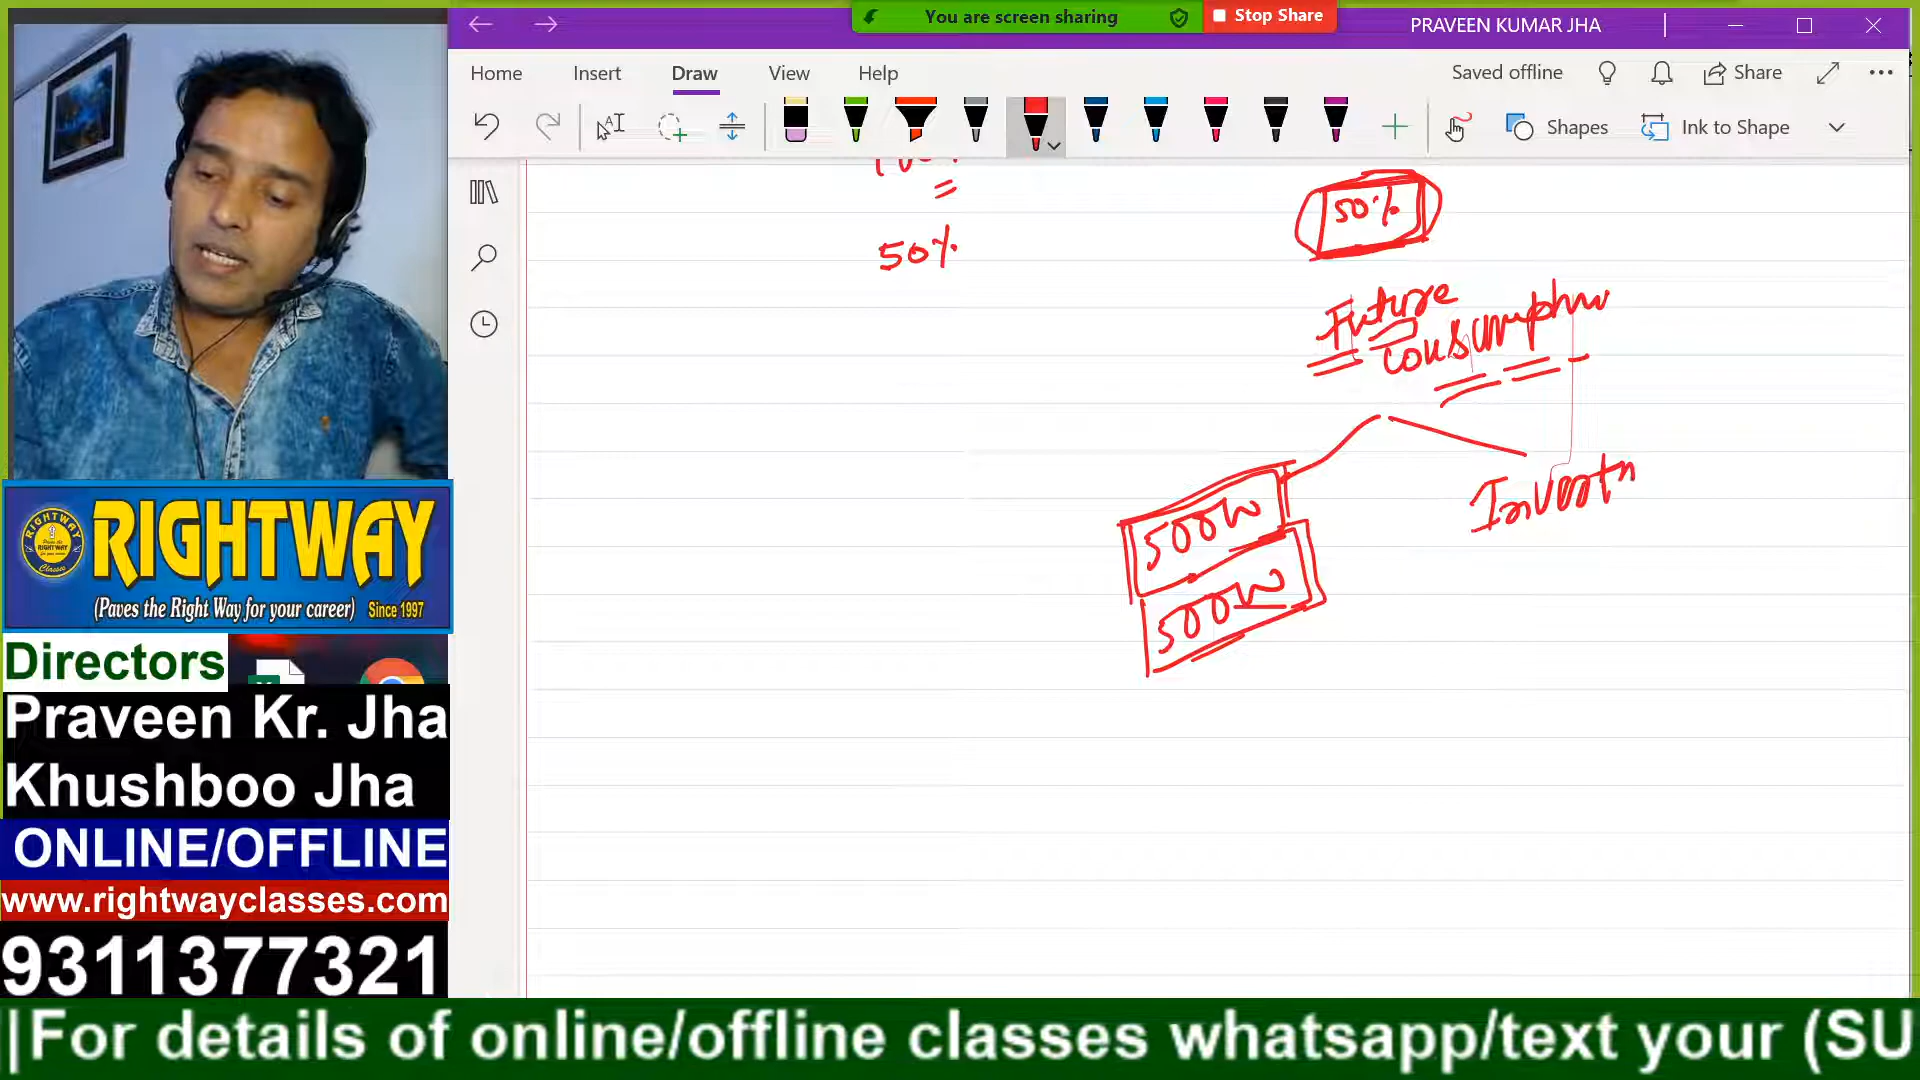 You are screen sharing
Stop Share
PRAVEEN KUMAR JHA
Home
Insert
Draw
View
Help
Saved offline
Share
Shapes
Ink to Shape
50%
50%
Future
consumption
500W
500W
RIGHTWAY
(Paves the Right Way for your career) Since 1997
Directors
Praveen Kr. Jha
Khushboo Jha
ONLINE/OFFLINE
www.rightwayclasses.com
9311377321
||For details of online/offline classes whatsapp/text your (SU